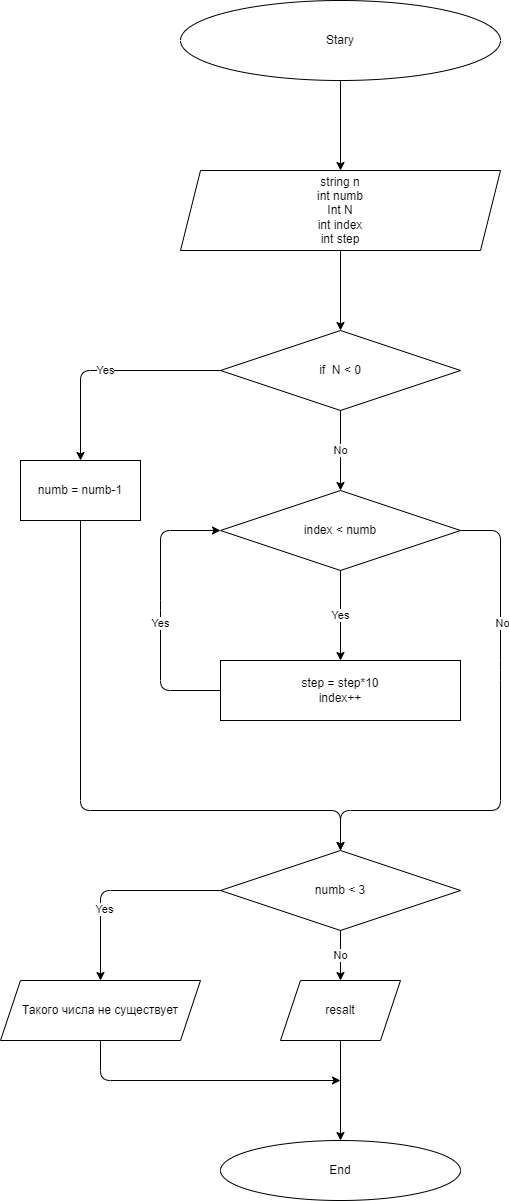 Stary
string n
int numb
Int N
int index
int step
if N < 0
Yes
No
numb = numb-1
index < numb
Yes
Yes
No
step = step*10
index++
numb < 3
Yes
No
Такого числа не существует
resalt
End